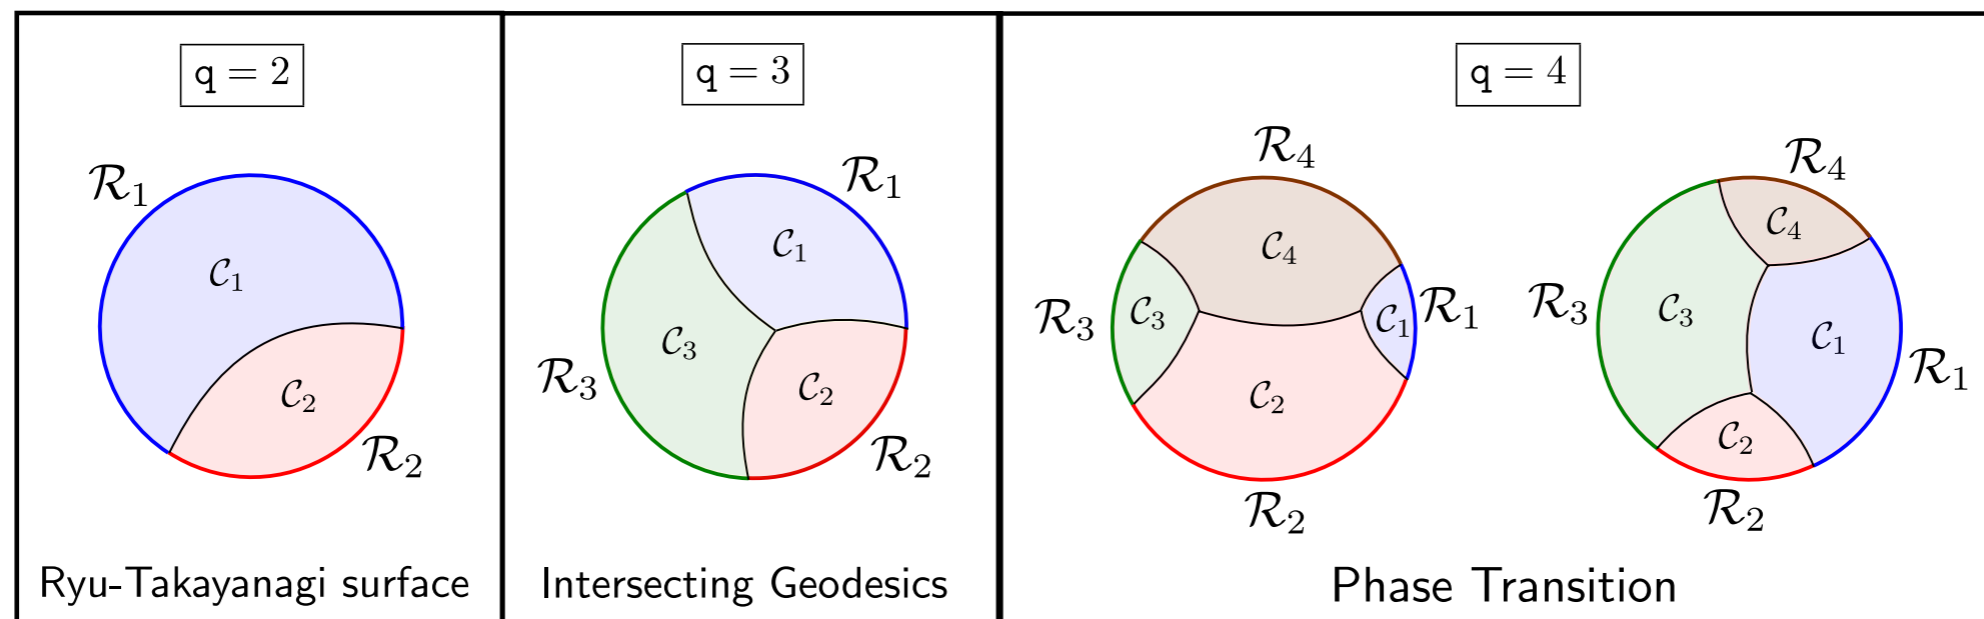 q = 2
R₁
C₁
C₂
R₂
Ryu-Takayanagi surface
q = 3
R₁
C₁
C₃
C₂
R₃
R₂
Intersecting Geodesics
q = 4
R₄
C₄
R₃
C₃
C₁
R₁
C₂
R₂
R₄
C₄
R₃
C₃
C₁
R₁
C₂
R₂
Phase Transition